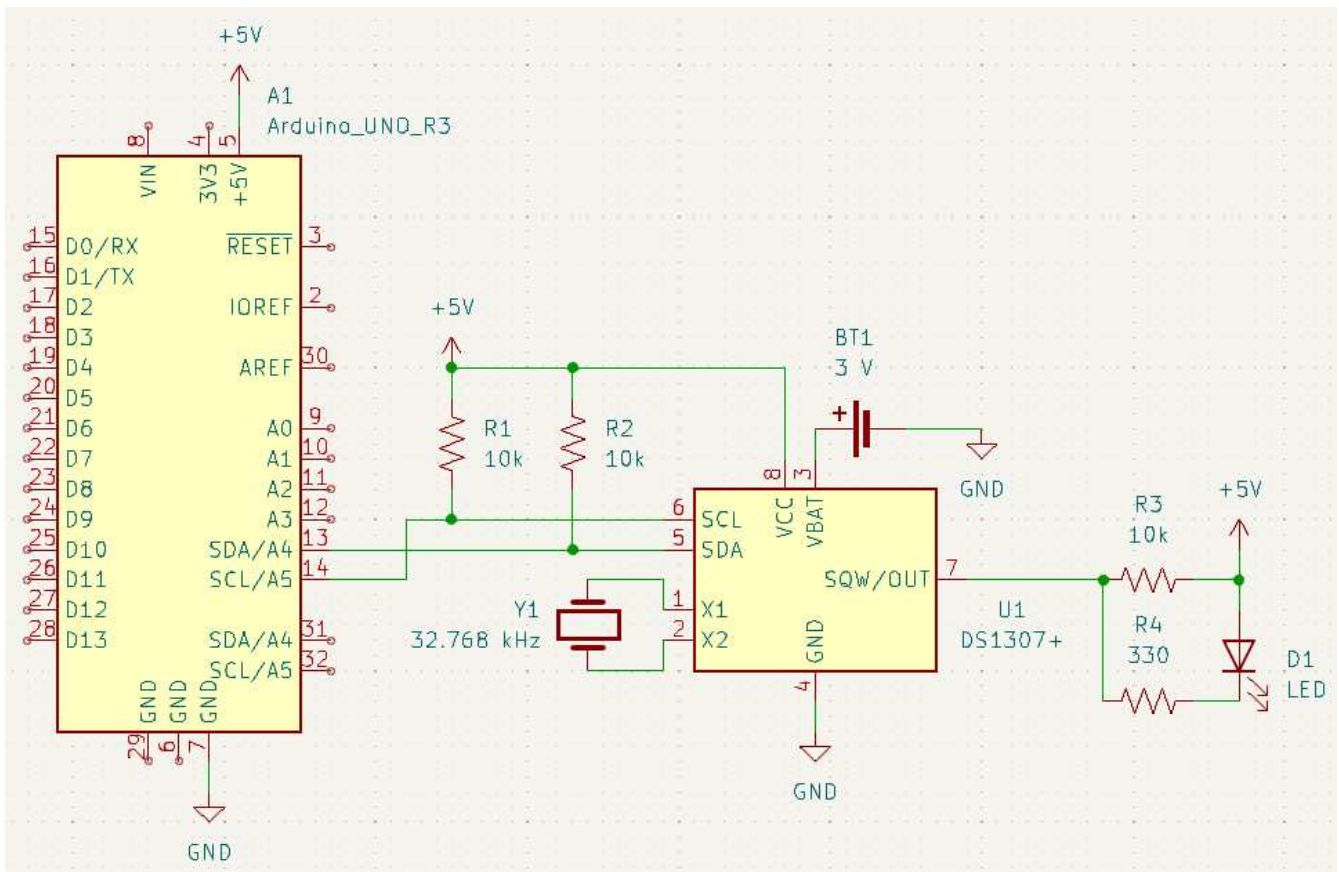 +5V
A1
Arduino_UNO_R3
8
4
5
VIN
3V3
+5V
15
D0/RX
RESET
3
16
D1/TX
17
D2
IOREF
2
18
D3
19
D4
AREF
30
20
D5
21
D6
A0
9
22
D7
A1
10
23
D8
A2
11
24
D9
A3
12
25
D10
SDA/A4
13
26
D11
SCL/A5
14
27
D12
28
D13
SDA/A4
31
SCL/A5
32
GND
GND
GND
29
6
7
GND
+5V
R1
10k
R2
10k
BT1
3 V
+
GND
8
3
6
SCL
VCC
VBAT
5
SDA
SQW/OUT
7
1
X1
2
X2
GND
4
GND
Y1
32.768 kHz
U1
DS1307+
R3
10k
+5V
R4
330
D1
LED